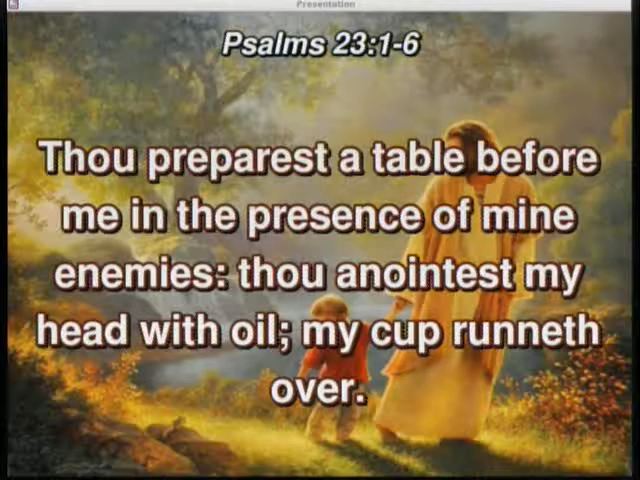 Presentation
Psalms 23:1-6
Thou preparest a table before
me in the presence of mine
enemies: thou anointest my
head with oil; my cup runneth
over.